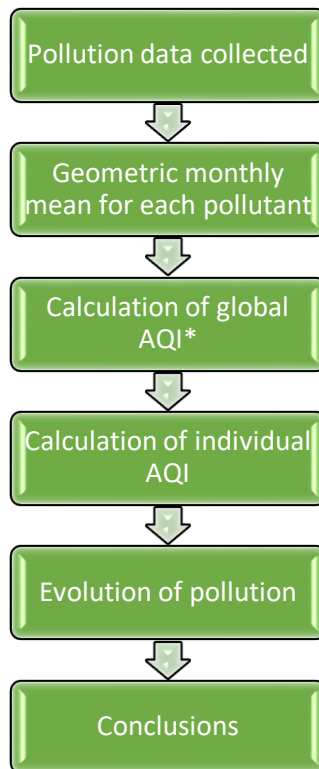 Pollution data collected
Geometric monthly
mean for each pollutant
Calculation of global
AQI*
Calculation of individual
AQI
Evolution of pollution
Conclusions